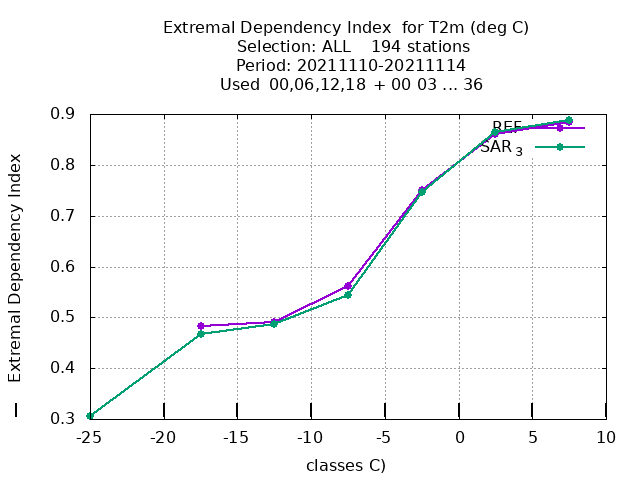 Extremal Dependency Index  for T2m (deg C)
Selection: ALL    194 stations
Period: 20211110-20211114
Used  00,06,12,18  + 00 03 ... 36
Extremal Dependency Index
0.9
0.8
0.7
0.6
0.5
0.4
0.3
REF
SAR 3
-25 -20 -15 -10 -5 0 5 10
classes C)